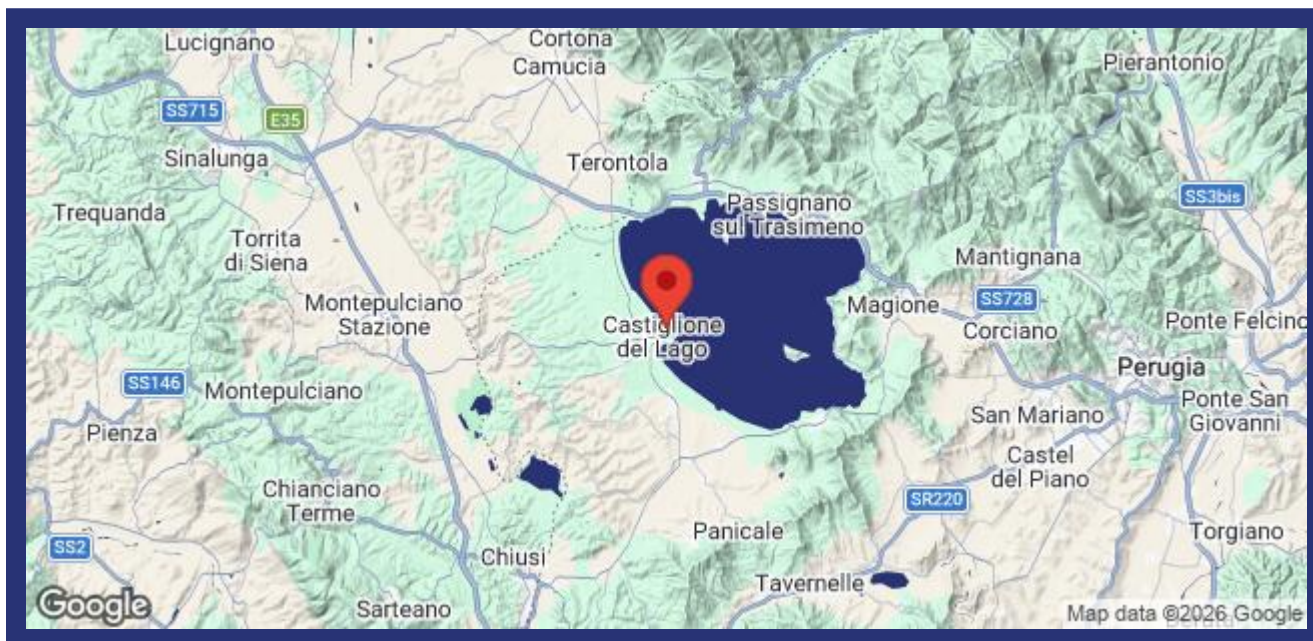 Lucignano
Cortona
Camucia
Pierantonio
SS715
E35
Sinalunga
Terontola
Trequanda
Passignano
sul Trasimeno
SS3bis
Torrita
di Siena
Mantignana
Montepulciano
Stazione
Magione
SS728
Corciano
Ponte Felcino
Castiglione
del Lago
SS146
Montepulciano
Perugia
Pienza
San Mariano
Ponte San
Giovanni
Castel
del Piano
Chianciano
Terme
SR220
SS2
Chiusi
Panicale
Torgiano
Tavernelle
Sarteano
Google
Map data ©2026 Google